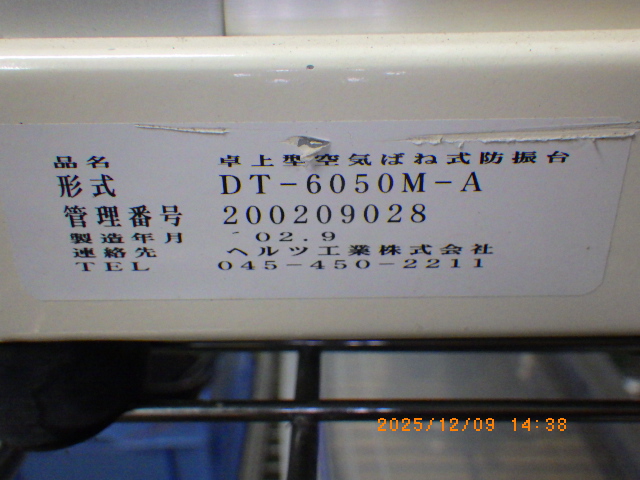 品名 卓上型空気ばね式防振台
形式 DT-6050M-A
管理番号 200209028
製造年月 '02.9
連絡先 ヘルツ工業株式会社
TEL 045-450-2211
2025/12/09 14:38